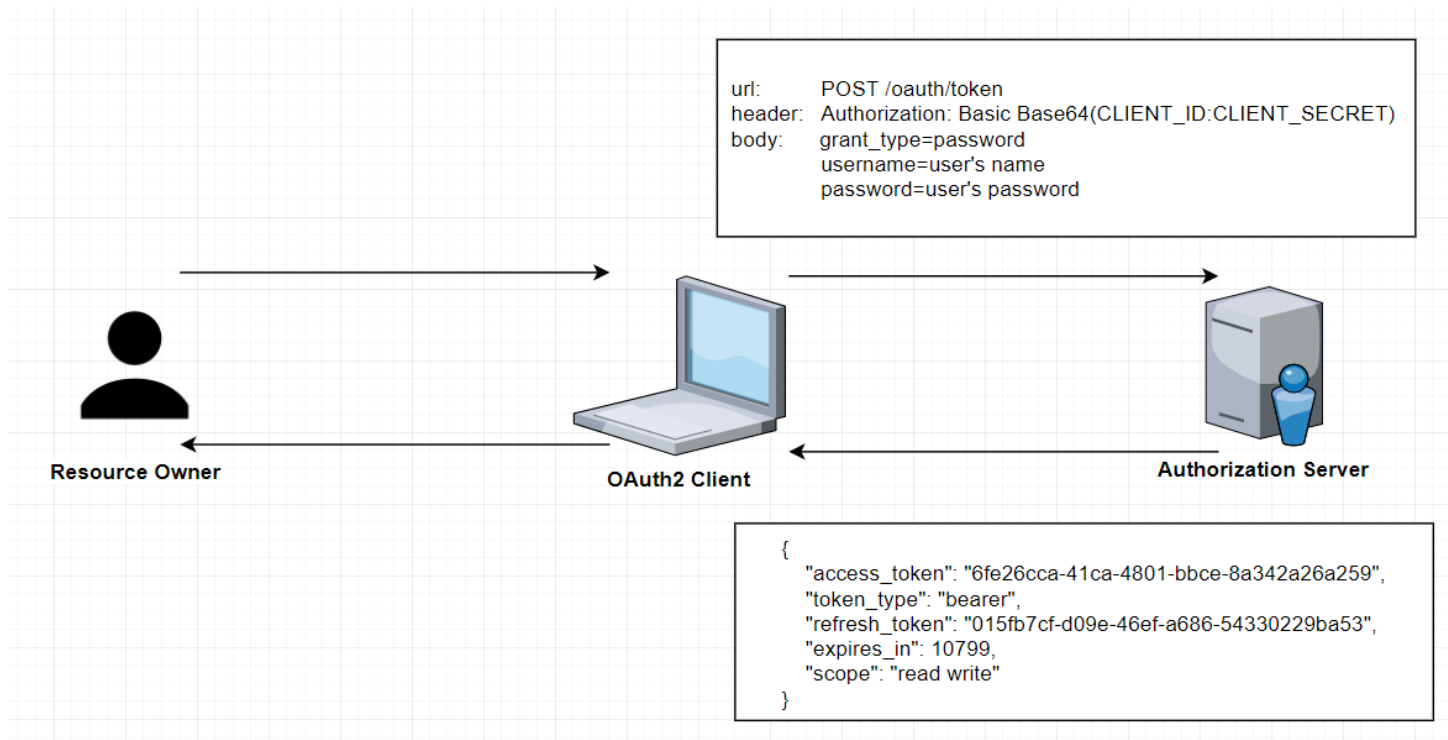 url: POST /oauth/token
header: Authorization: Basic Base64(CLIENT_ID:CLIENT_SECRET)
body: grant_type=password
username=user's name
password=user's password
Resource Owner
OAuth2 Client
Authorization Server
{
"access_token": "6fe26cca-41ca-4801-bbce-8a342a26a259",
"token_type": "bearer",
"refresh_token": "015fb7cf-d09e-46ef-a686-54330229ba53",
"expires_in": 10799,
"scope": "read write"
}